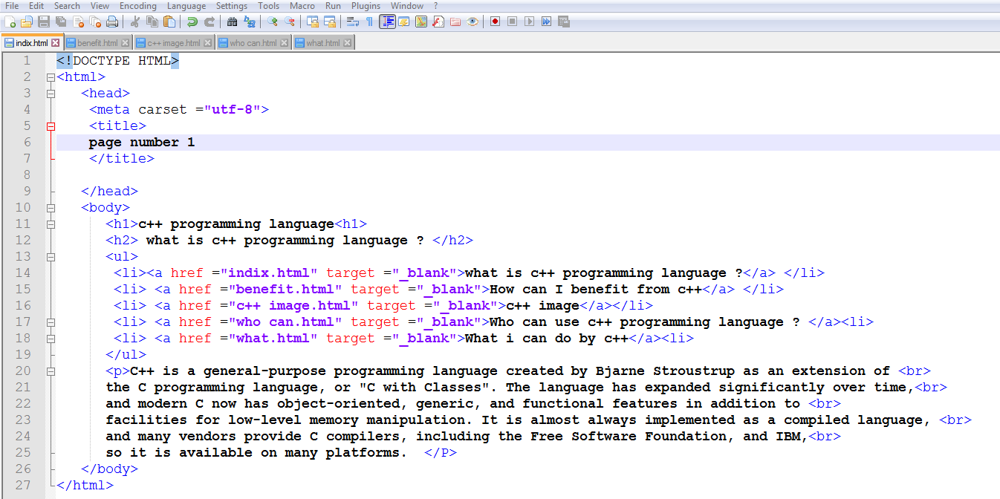 File Edit Search View Encoding Language Settings Tools Macro Run Plugins Window ?
indix.html benefit.html c++ image.html who can.html what.html
1 <!DOCTYPE HTML>
2 <html>
3 <head>
4 <meta carset ="utf-8">
5 <title>
6 page number 1
7 </title>
8
9 </head>
10 <body>
11 <h1>c++ programming language<h1>
12 <h2> what is c++ programming language ? </h2>
13 <ul>
14 <li><a href ="indix.html" target ="_blank">what is c++ programming language ?</a> </li>
15 <li> <a href ="benefit.html" target ="_blank">How can I benefit from c++</a> </li>
16 <li> <a href ="c++ image.html" target ="_blank">c++ image</a></li>
17 <li> <a href ="who can.html" target ="_blank">Who can use c++ programming language ? </a><li>
18 <li> <a href ="what.html" target ="_blank">What i can do by c++</a><li>
19 </ul>
20 <p>C++ is a general-purpose programming language created by Bjarne Stroustrup as an extension of <br>
21 the C programming language, or "C with Classes". The language has expanded significantly over time,<br>
22 and modern C now has object-oriented, generic, and functional features in addition to <br>
23 facilities for low-level memory manipulation. It is almost always implemented as a compiled language, <br>
24 and many vendors provide C compilers, including the Free Software Foundation, and IBM,<br>
25 so it is available on many platforms. </P>
26 </body>
27 </html>